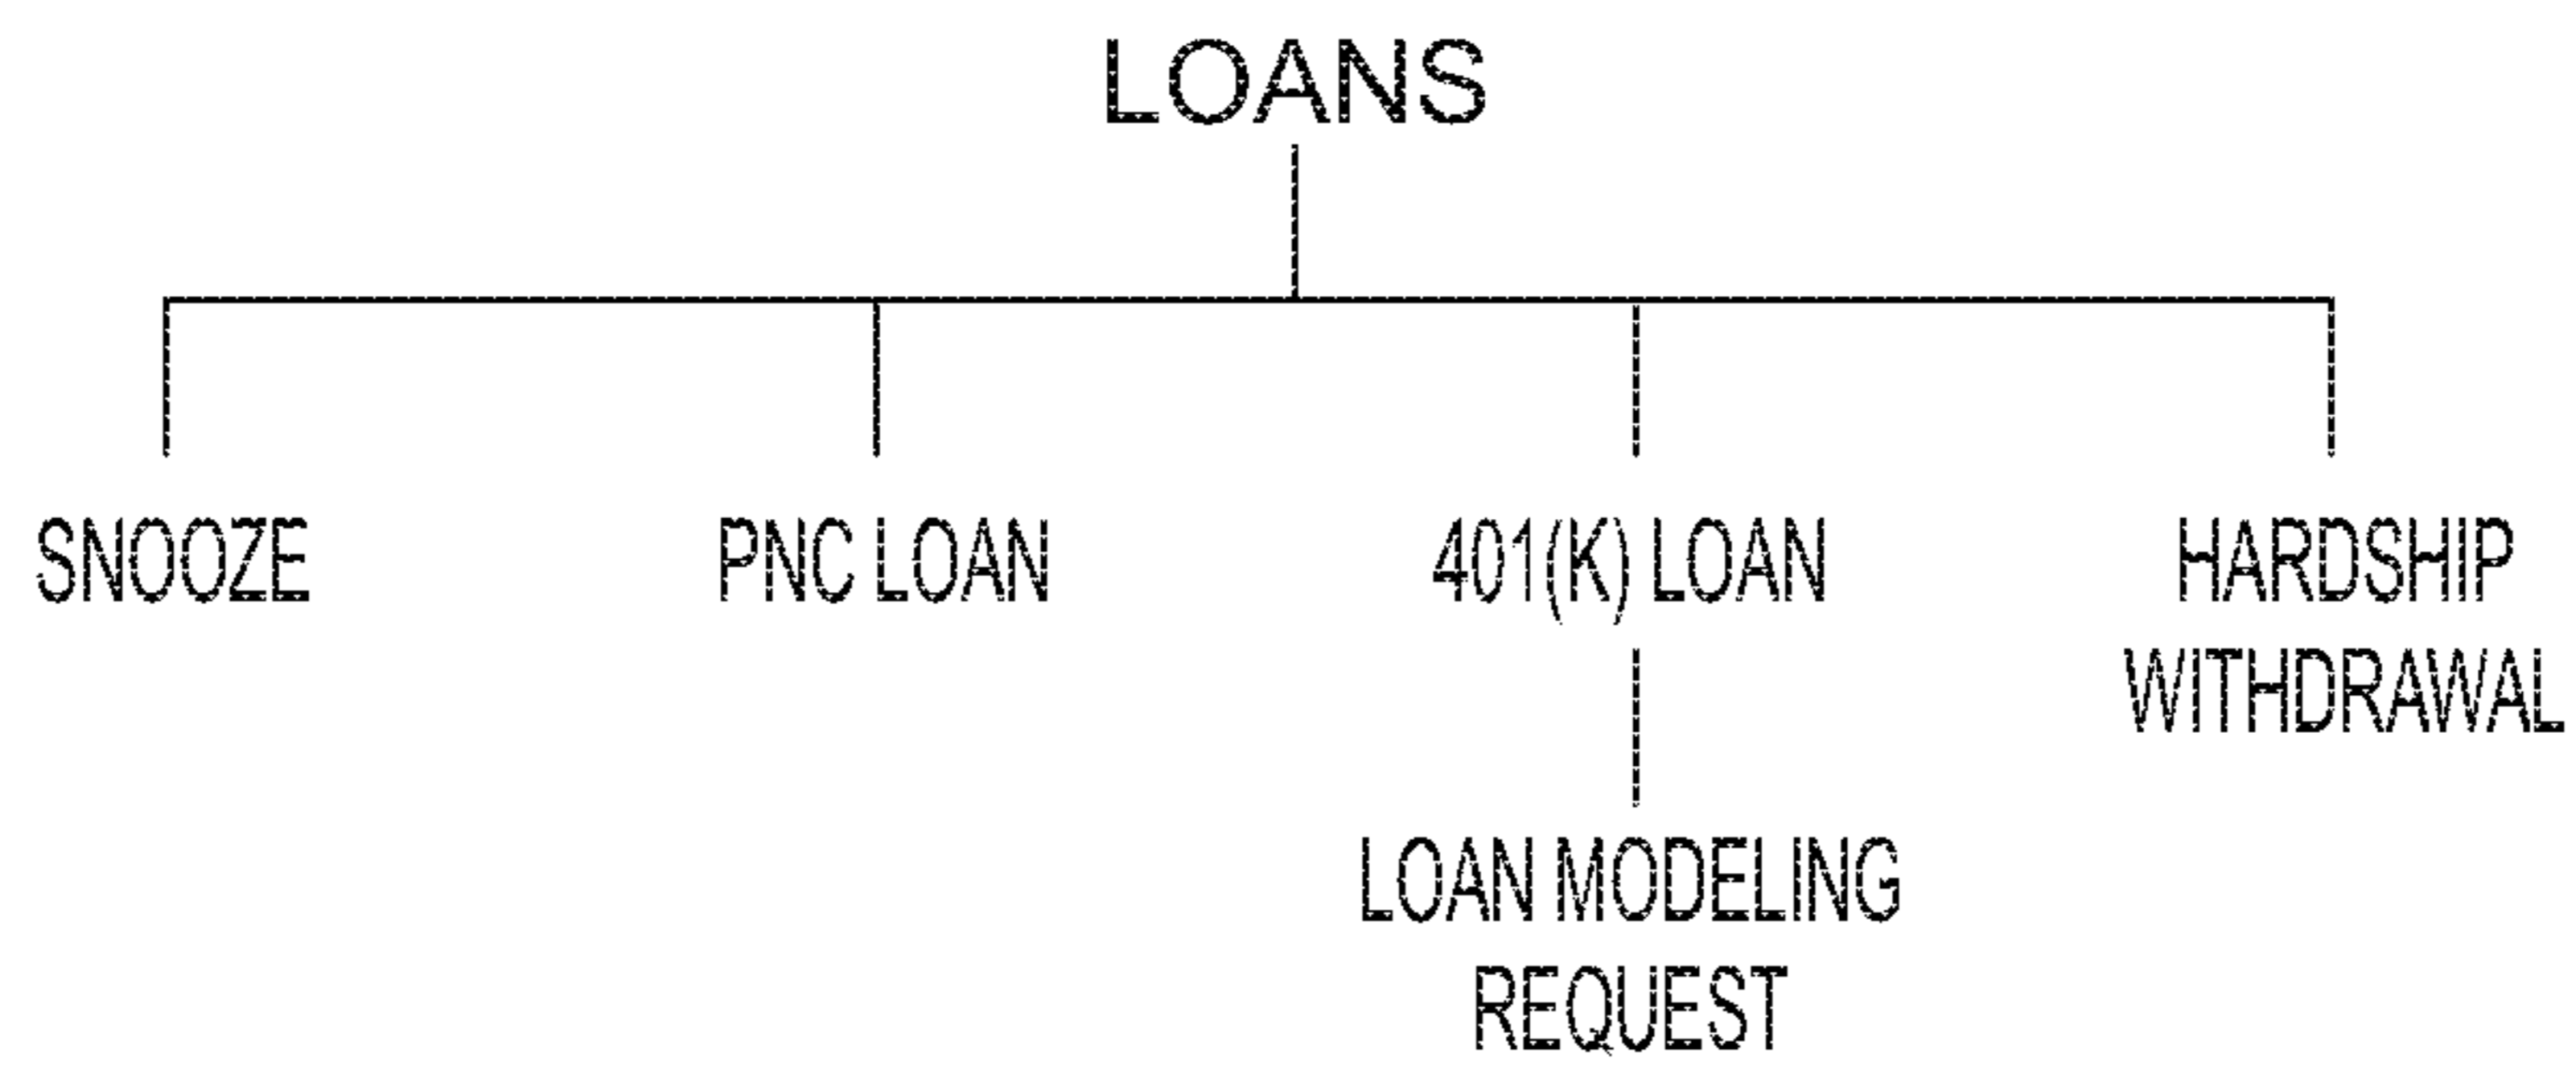 LOANS
SNOOZE
PNC LOAN
401(K) LOAN
HARDSHIP
WITHDRAWAL
LOAN MODELING
REQUEST